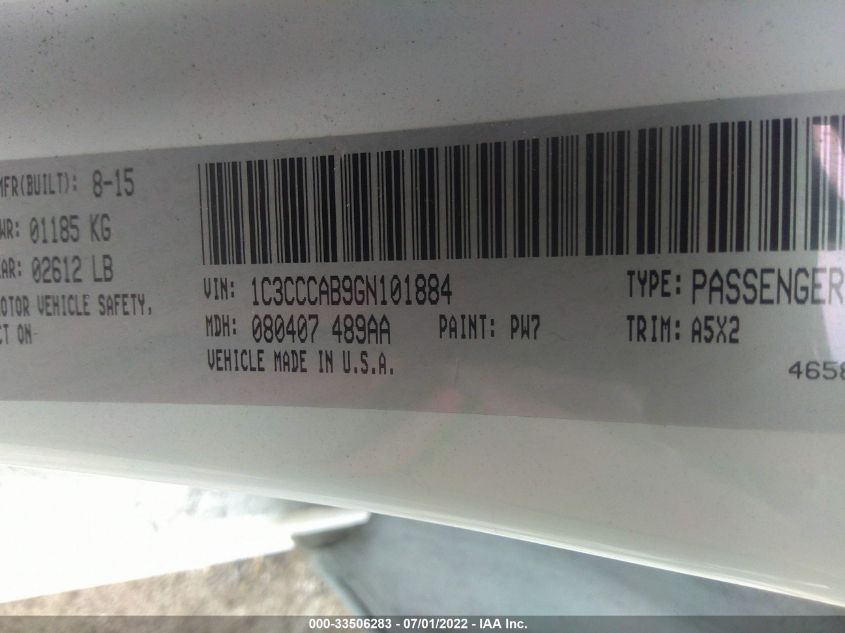 MFR(BUILT): 8-15
WR: 01185 KG
AR: 02612 LB
OTOR VEHICLE SAFETY,
CT ON
VIN: 1C3CCCAB9GN101884
TYPE: PASSENGER
MDH: 080407 489AA
PAINT: PW7
TRIM: A5X2
VEHICLE MADE IN U.S.A.
4658
000-33506283 - 07/01/2022 - IAA Inc.